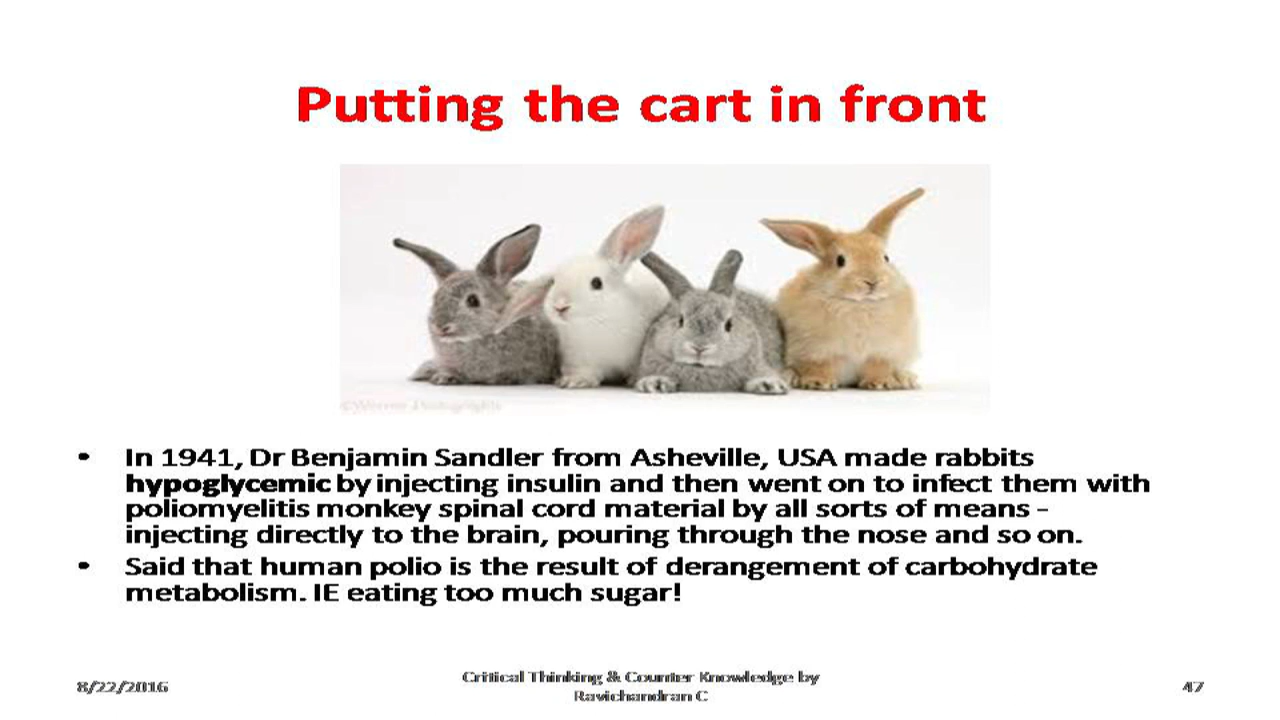 Putting the cart in front
• In 1941, Dr Benjamin Sandler from Asheville, USA made rabbits
hypoglycemic by injecting insulin and then went on to infect them with
poliomyelitis monkey spinal cord material by all sorts of means -
injecting directly to the brain, pouring through the nose and so on.
• Said that human polio is the result of derangement of carbohydrate
metabolism. IE eating too much sugar!
8/22/2016
Critical Thinking & Counter Knowledge by
Ravichandran C
47